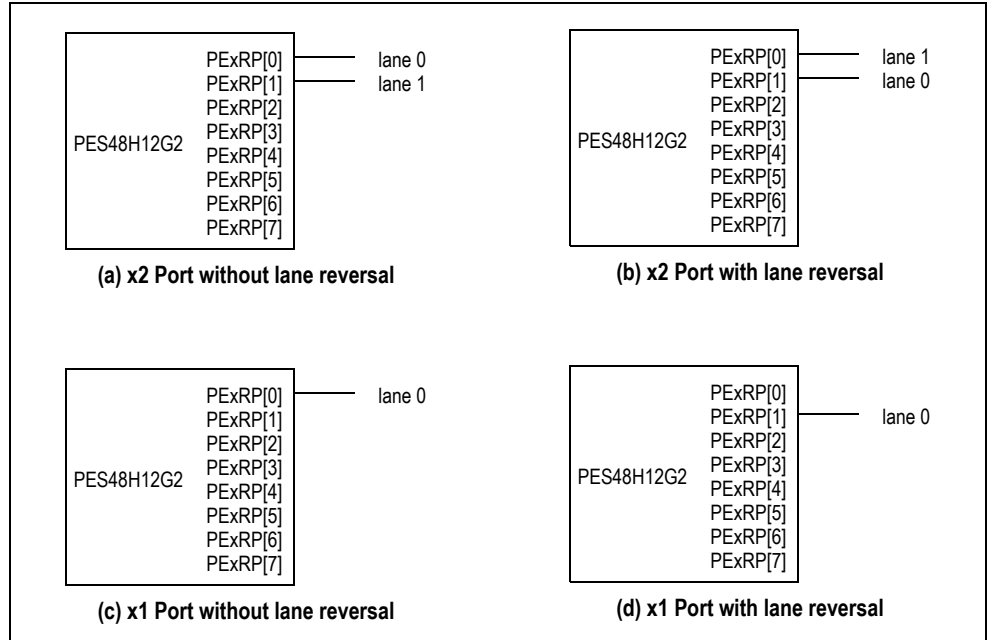 PExRP[0] lane 0
PExRP[1] lane 1
PExRP[2]
PExRP[3]
PES48H12G2
PExRP[4]
PExRP[5]
PExRP[6]
PExRP[7]
(a) x2 Port without lane reversal
PExRP[0] lane 1
PExRP[1] lane 0
PExRP[2]
PExRP[3]
PES48H12G2
PExRP[4]
PExRP[5]
PExRP[6]
PExRP[7]
(b) x2 Port with lane reversal
PExRP[0] lane 0
PExRP[1]
PExRP[2]
PExRP[3]
PES48H12G2
PExRP[4]
PExRP[5]
PExRP[6]
PExRP[7]
(c) x1 Port without lane reversal
PExRP[0]
PExRP[1] lane 0
PExRP[2]
PExRP[3]
PES48H12G2
PExRP[4]
PExRP[5]
PExRP[6]
PExRP[7]
(d) x1 Port with lane reversal